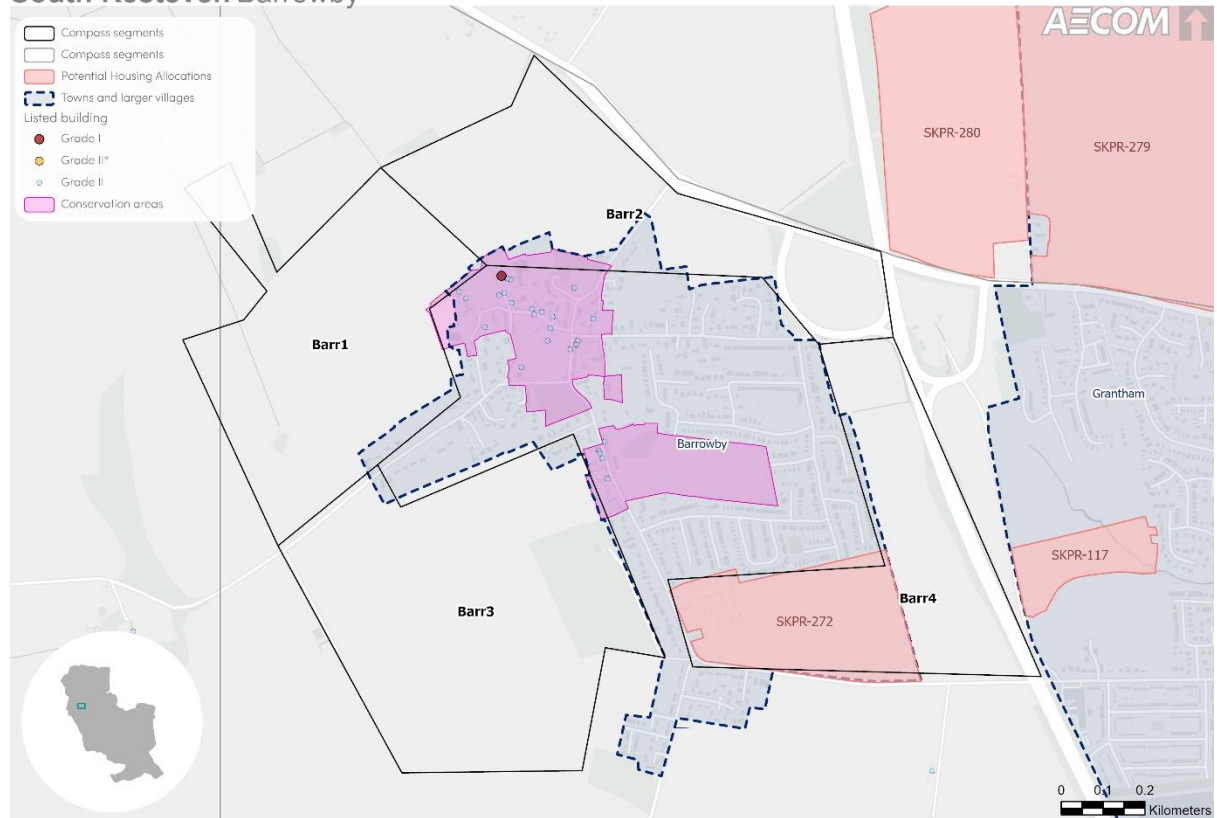 South Kesteven Barrowby
AECOM
Compass segments
Compass segments
Potential Housing Allocations
Towns and larger villages
Listed building
Grade I
Grade II*
Grade II
Conservation areas
SKPR-280
SKPR-279
Barr2
Barr1
Grantham
Barrowby
SKPR-117
Barr3
Barr4
SKPR-272
0 0.1 0.2
Kilometers